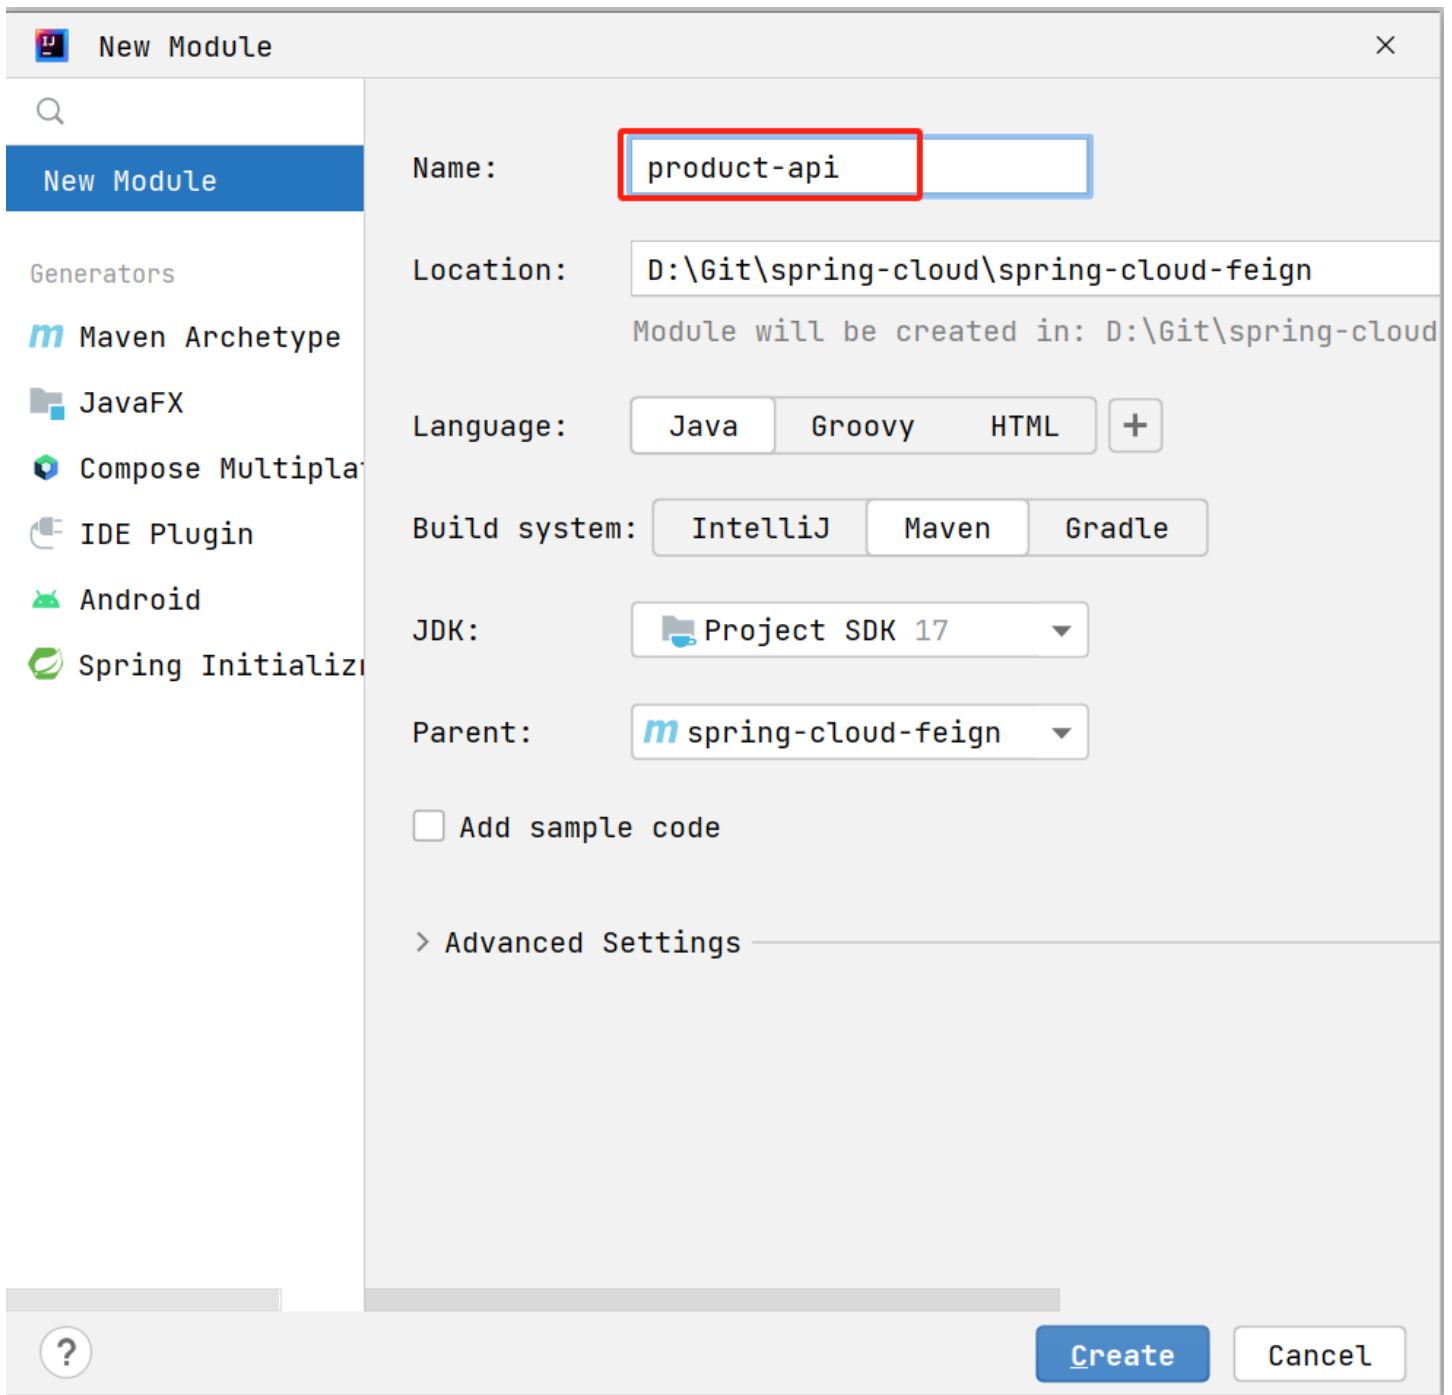 New Module
New Module
Generators
Maven Archetype
JavaFX
Compose Multipla
IDE Plugin
Android
Spring Initializ
Name: product-api
Location: D:\Git\spring-cloud\spring-cloud-feign
Module will be created in: D:\Git\spring-cloud
Language: Java Groovy HTML +
Build system: IntelliJ Maven Gradle
JDK: Project SDK 17
Parent: m spring-cloud-feign
Add sample code
Advanced Settings
? Create Cancel